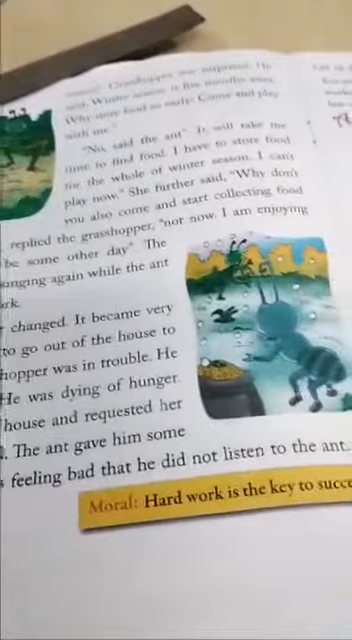 Grasshopper was surprised. He
said, Winter season is few months away.
Why store food so early? Come and play
with me."
"No, said the ant". It will take me
time to find food. I have to store food
for the whole of winter season. I can't
play now." She further said, "Why don't
you also come and start collecting food
replied the grasshopper, "nor now. I am enjoying
be some other day". The
singing again while the ant
changed. It became very
to go out of the house to
hopper was in trouble. He
He was dying of hunger
house and requested her
The ant gave him some
feeling bad that he did not listen to the ant.
Moral: Hard work is the key to succe